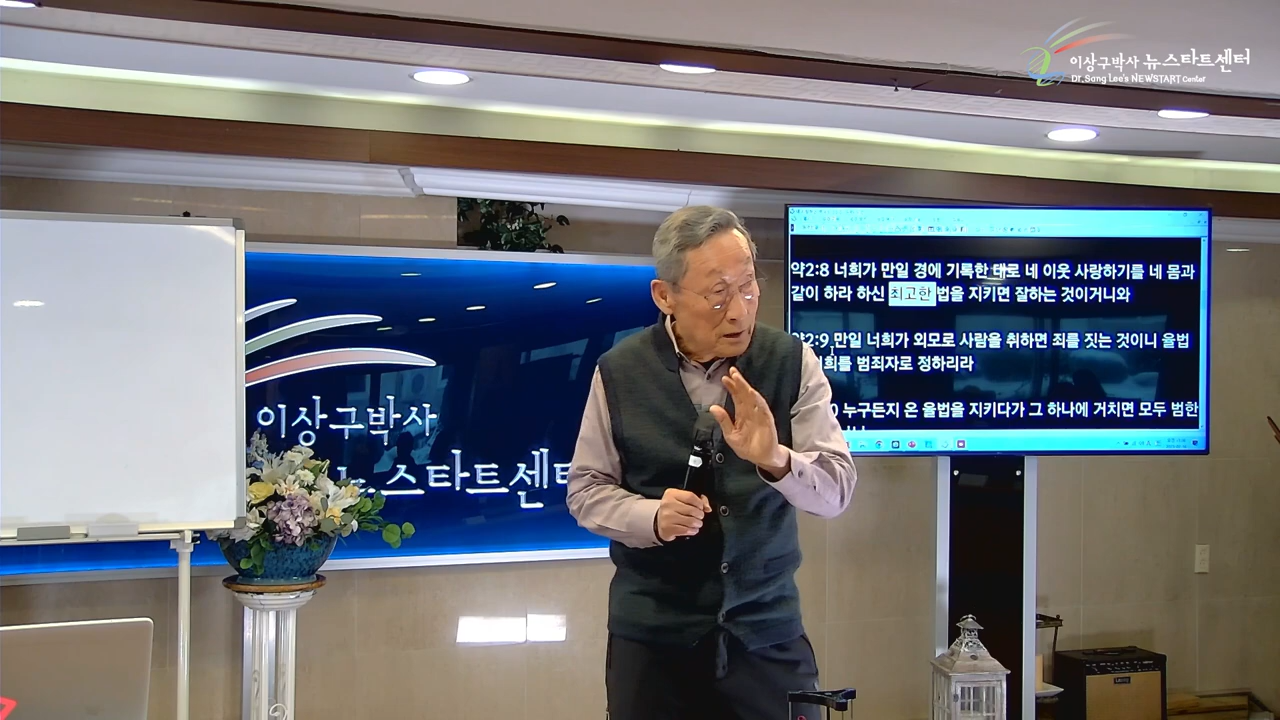 이상구박사 뉴스타트센터
Dr. Sang Lee's NEWSTART Center
약2:8 너희가 만일 경에 기록한 대로 네 이웃 사랑하기를 네 몸과
같이 하라 하신 최고한 법을 지키면 잘하는 것이거니와
약2:9 만일 너희가 외모로 사람을 취하면 죄를 짓는 것이니 율법
너희를 범죄자로 정하리라
0 누구든지 온 율법을 지키다가 그 하나에 거치면 모두 범한
이상구박사
뉴스타트센터